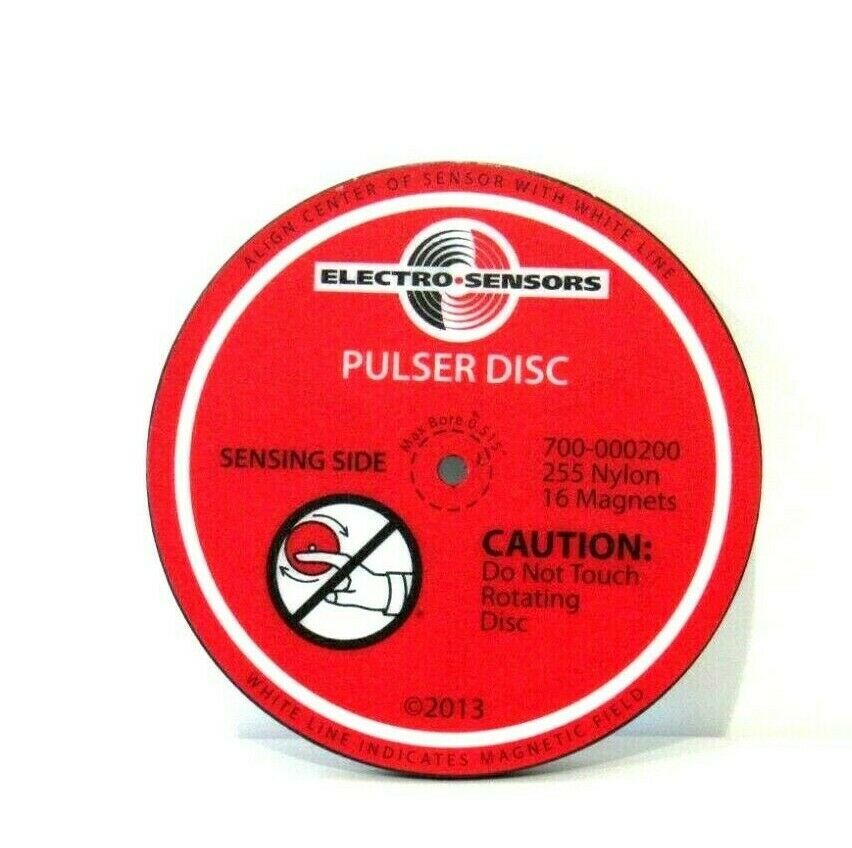 ALIGN CENTER OF SENSOR WITH WHITE LINE
ELECTRO•SENSORS
PULSER DISC
Max Bore 0.515"
SENSING SIDE
700-000200
255 Nylon
16 Magnets
CAUTION:
Do Not Touch
Rotating
Disc
©2013
WHITE LINE INDICATES MAGNETIC FIELD